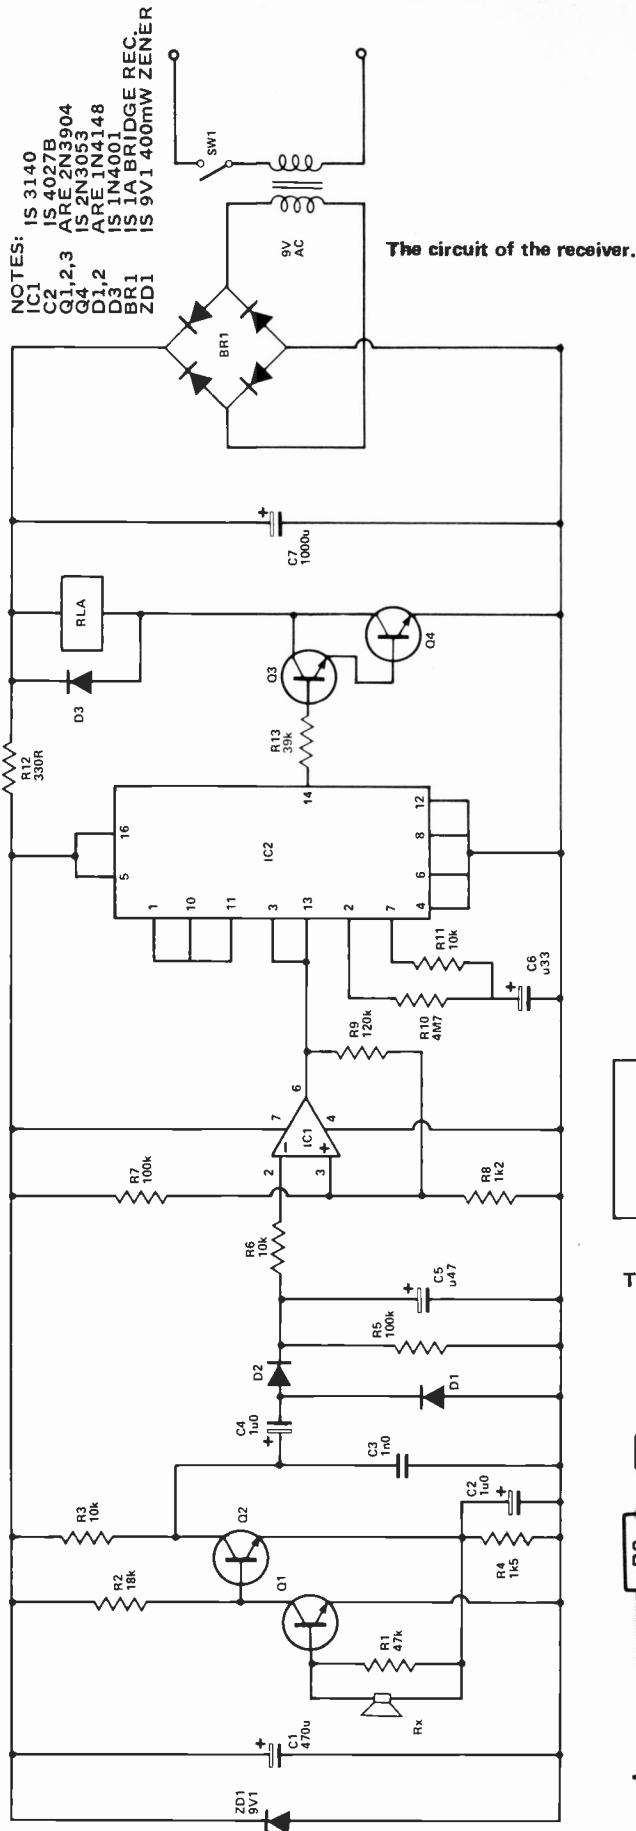 NOTES:
IC1 IS 3140
C2 IS 4027B
Q1,2,3 ARE 2N3904
Q4 IS 2N3053
D1,2 ARE 1N4148
D3 IS 1N4001
BR1 IS 1A BRIDGE REC.
ZD1 IS 9V1 400mW ZENER
The circuit of the receiver.
SW1
9V
AC
BR1
C7
1000u
RLA
D3
Q3
Q4
R12
330R
R13
39k
IC2
5
16
14
1
10
11
3
13
2
7
4
6
8
12
R11
10k
R10
4M7
C6
u33
R9
120k
IC1
7
6
4
2
3
–
+
R7
100k
R8
1k2
R6
10k
C5
u47
R5
100k
D2
D1
C4
1u0
C3
1n0
C2
1u0
R3
10k
Q2
R4
1k5
R2
18k
Q1
R1
47k
Rx
C1
470u
ZD1
9V1
T